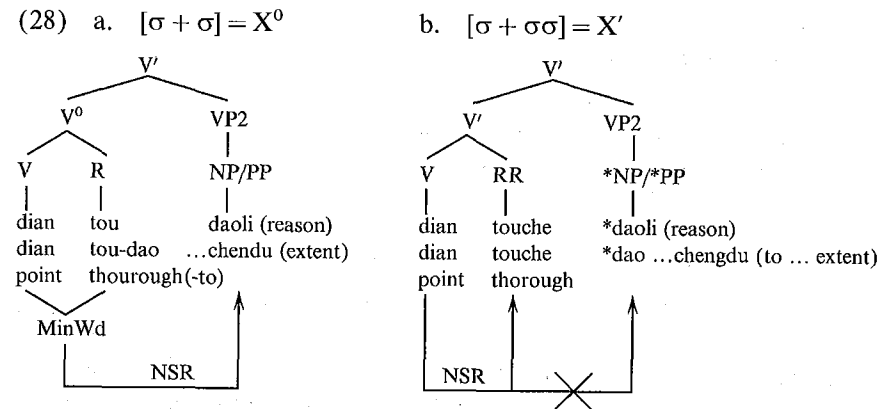 (28) a. [σ + σ] = X⁰ b. [σ + σσ] = X′
V′ V′
V⁰ VP2 V′ VP2
V R NP/PP V RR *NP/*PP
dian tou daoli (reason) dian touche *daoli (reason)
dian tou-dao ...chendu (extent) dian touche *dao ...chengdu (to ... extent)
point thourough(-to) point thorough
MinWd
NSR NSR